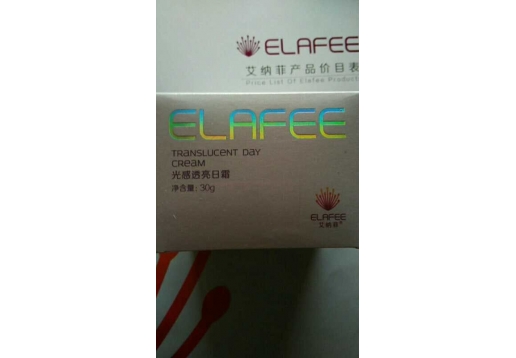 ELAFEE
艾纳菲产品价目表
Price List Of Elafee Product
ELAFEE
TRANSLUCENT DAY
CREAM
光感透亮日霜
净含量: 30g
ELAFEE
艾纳菲